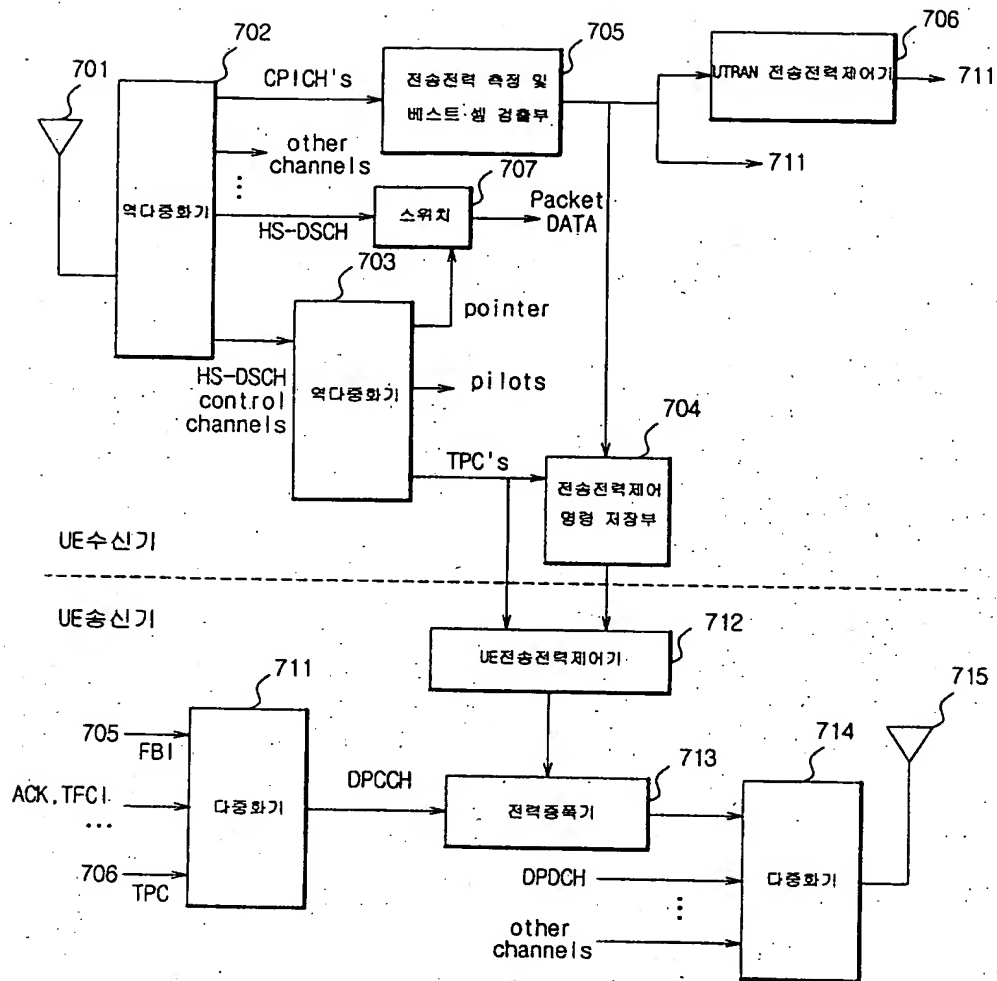 702
705
706
701
CPICH's
전송전력 측정 및
베스트 셀 검출부
UTRAN 전송전력제어기
711
other
channels
⋮
711
707
역다중화기
스위치
Packet
DATA
HS-DSCH
703
pointer
HS-DSCH
control
channels
역다중화기
pilots
704
TPC's
전송전력제어
명령 저장부
UE수신기
UE송신기
712
UE전송전력제어기
711
715
705
FBI
714
713
DPCCH
ACK,TFCI
...
다중화기
전력증폭기
706
TPC
DPDCH
⋮
다중화기
other
channels